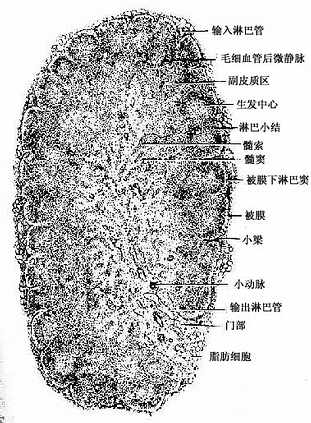 输入淋巴管
毛细血管后微静脉
副皮质区
生发中心
淋巴小结
髓索
髓窦
被膜下淋巴窦
被膜
小梁
小动脉
输出淋巴管
门部
脂肪细胞